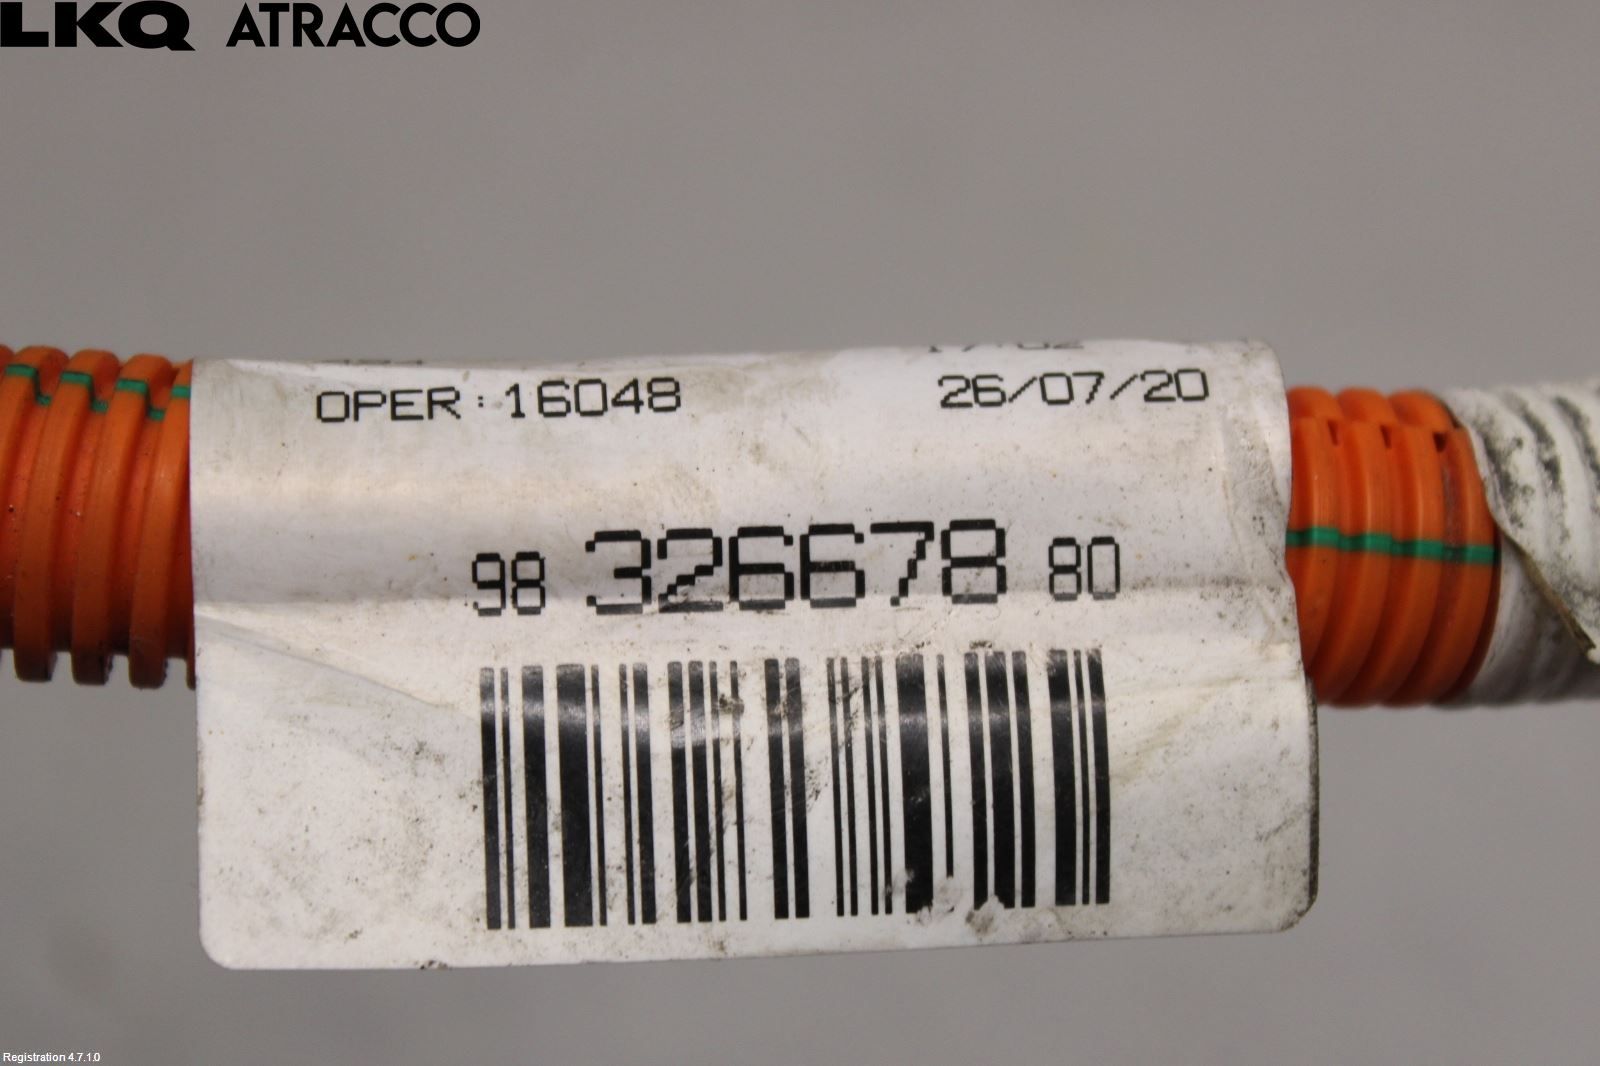 LKQ ATRACCO
OPER:16048 26/07/20
98 326678 80
Registration 4.7.1.0